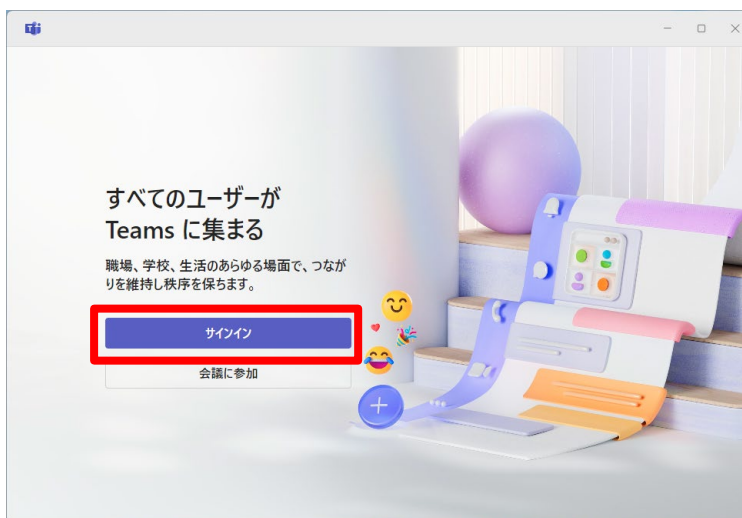 すべてのユーザーが
Teams に集まる
職場、学校、生活のあらゆる場面で、つなが
りを維持し秩序を保ちます。
サインイン
会議に参加